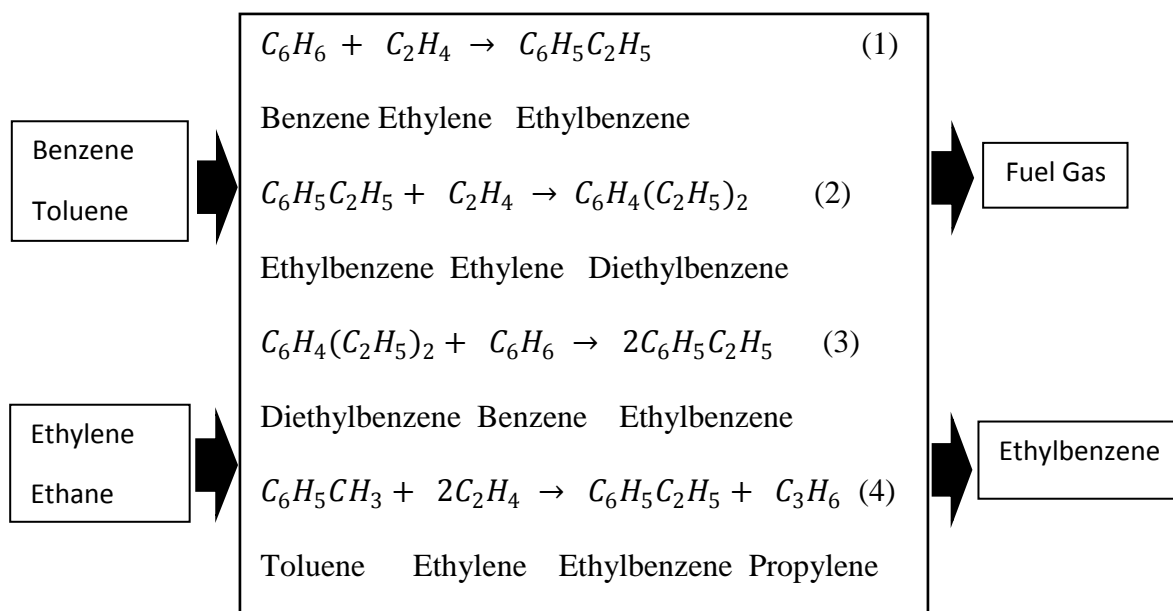 Benzene
Toluene
Ethylene
Ethane
C₆H₆ + C₂H₄ → C₆H₅C₂H₅ (1)
Benzene Ethylene Ethylbenzene
C₆H₅C₂H₅ + C₂H₄ → C₆H₄(C₂H₅)₂ (2)
Ethylbenzene Ethylene Diethylbenzene
C₆H₄(C₂H₅)₂ + C₆H₆ → 2C₆H₅C₂H₅ (3)
Diethylbenzene Benzene Ethylbenzene
C₆H₅CH₃ + 2C₂H₄ → C₆H₅C₂H₅ + C₃H₆ (4)
Toluene Ethylene Ethylbenzene Propylene
Fuel Gas
Ethylbenzene